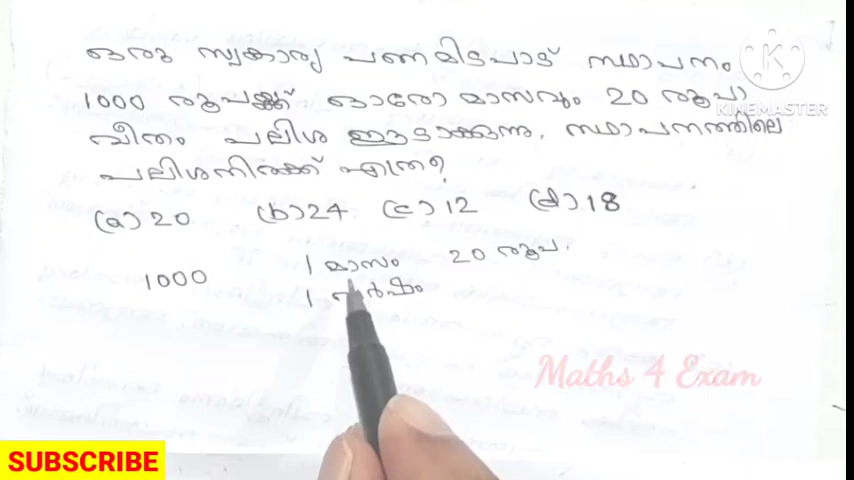 ഒരു സ്വകാര്യ പണമിടപാട് സ്ഥാപനം
1000 രൂപക്ക് ഓരോ മാസവും 20 രൂപാ
വീതം പലിശ ഈടാക്കുന്നു. സ്ഥാപനത്തിലെ
പലിശനിരക്ക് എത്ര?
(a) 20 (b) 24 (c) 12 (d) 18
1000 1 മാസം 20 രൂപ.
1 വർഷം
KINEMASTER
Maths 4 Exam
SUBSCRIBE